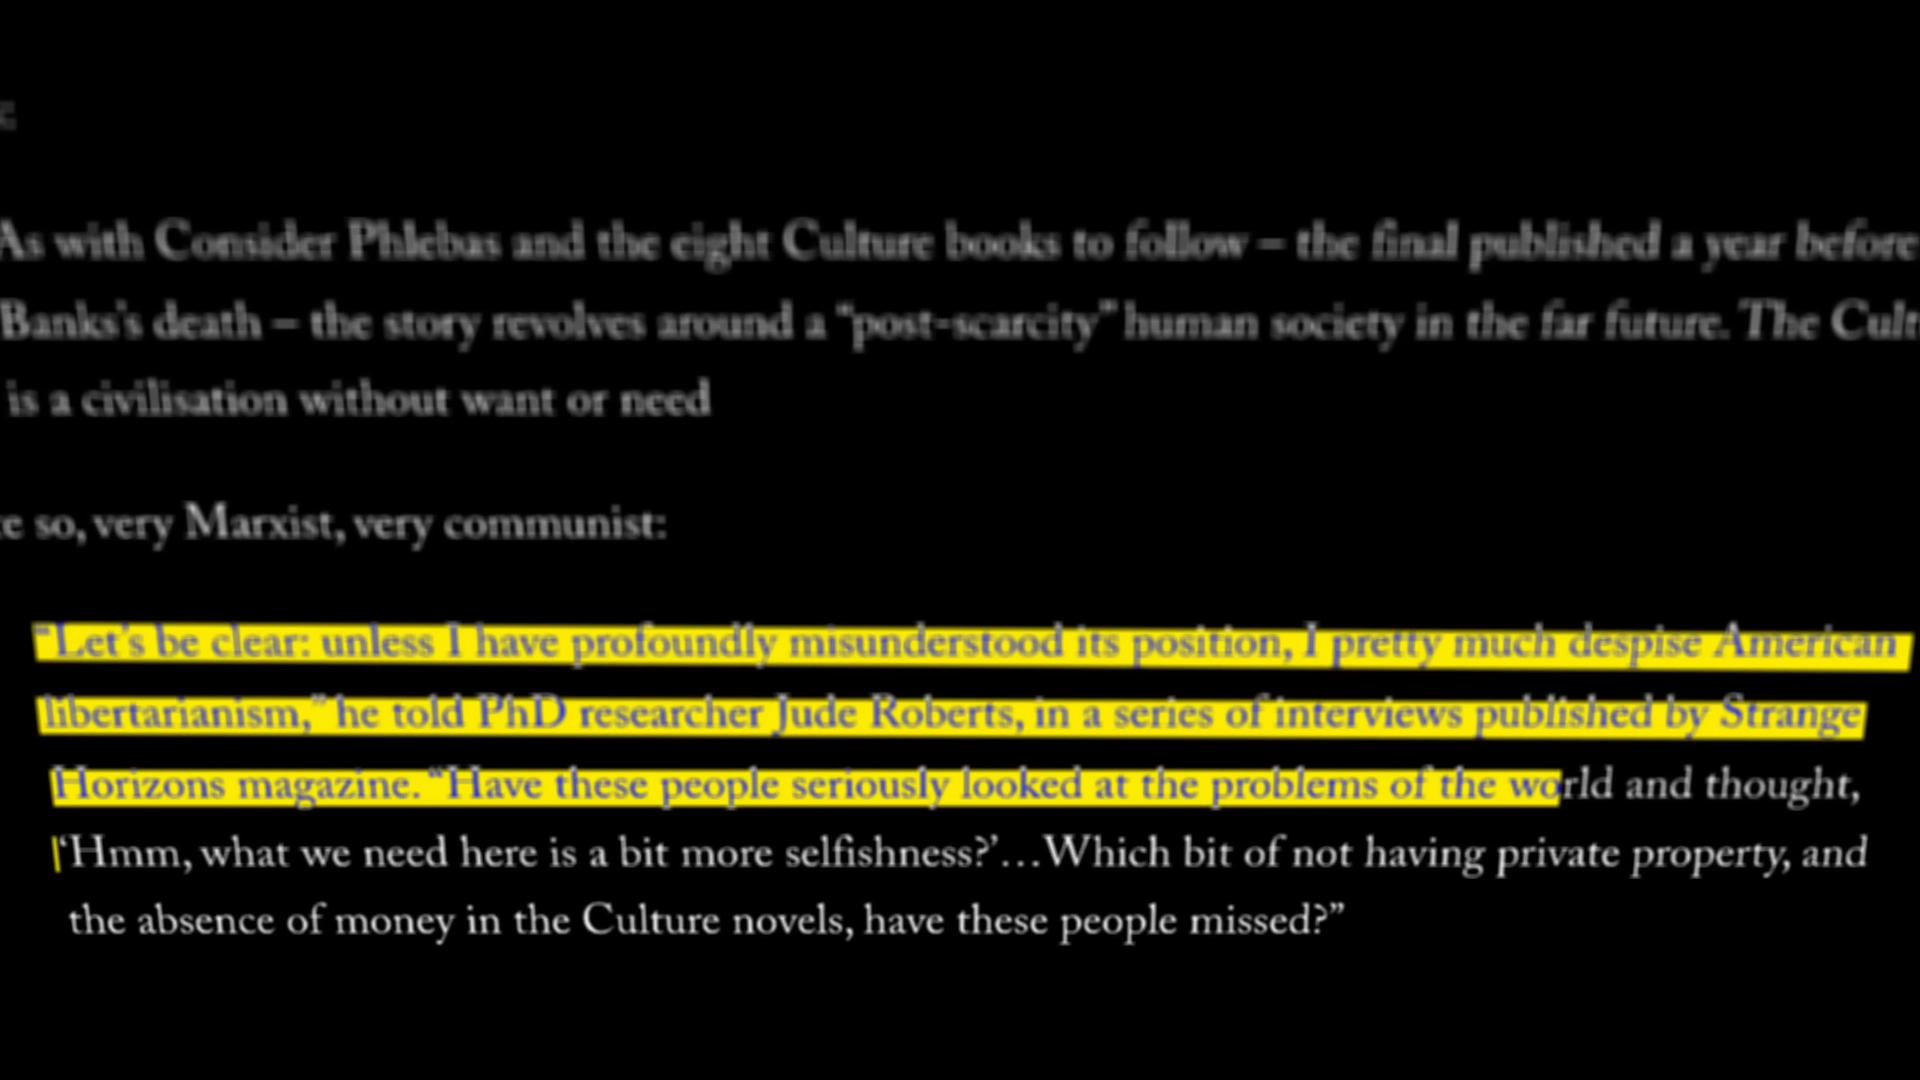 As with Consider Phlebas and the eight Culture books to follow – the final published a year before
Banks's death – the story revolves around a “post-scarcity” human society in the far future. The Cult
is a civilisation without want or need
so, very Marxist, very communist:
“Let's be clear: unless I have profoundly misunderstood its position, I pretty much despise American
libertarianism,” he told PhD researcher Jude Roberts, in a series of interviews published by Strange
Horizons magazine. “Have these people seriously looked at the problems of the world and thought,
‘Hmm, what we need here is a bit more selfishness?’…Which bit of not having private property, and
the absence of money in the Culture novels, have these people missed?”